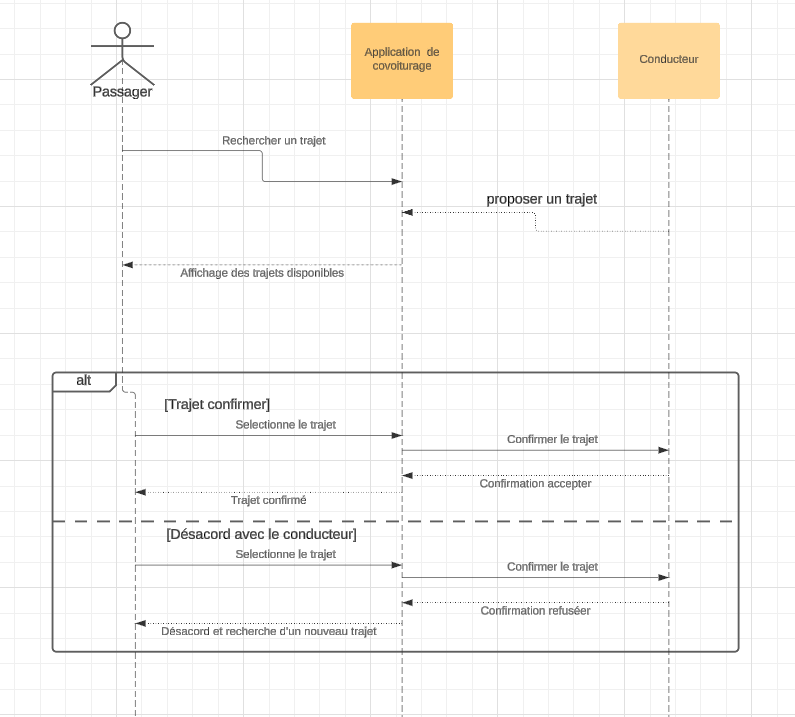 Application de
covoiturage
Conducteur
Passager
Rechercher un trajet
proposer un trajet
Affichage des trajets disponibles
alt
[Trajet confirmer]
Selectionne le trajet
Confirmer le trajet
Confirmation accepter
Trajet confirmé
[Désacord avec le conducteur]
Selectionne le trajet
Confirmer le trajet
Confirmation refuséer
Désacord et recherche d'un nouveau trajet